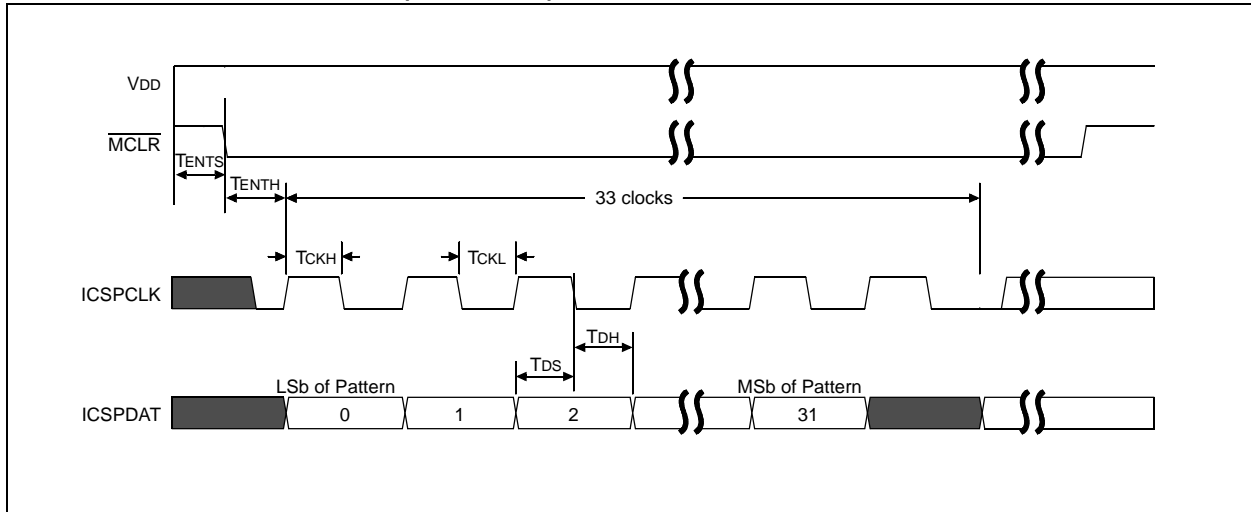 VDD
MCLR
TENTS
TENTH
33 clocks
TCKH
TCKL
ICSPCLK
TDH
TDS
LSb of Pattern
MSb of Pattern
ICSPDAT
0
1
2
31